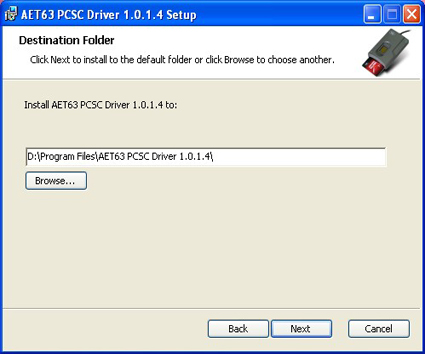 AET63 PCSC Driver 1.0.1.4 Setup
Destination Folder
Click Next to install to the default folder or click Browse to choose another.
Install AET63 PCSC Driver 1.0.1.4 to:
D:\Program Files\AET63 PCSC Driver 1.0.1.4\
Browse...
Back Next Cancel